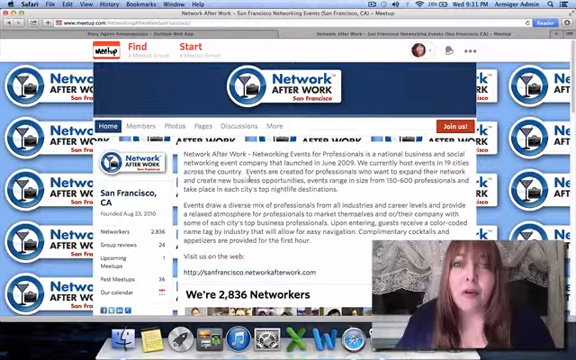 Safari File Edit View History Bookmarks Window Help
Wed 9:31 PM Armiger Admin
Network After Work - San Francisco Networking Events (San Francisco, CA) – Meetup
Reader
Meetup
Find
a Meetup Group
Start
a Meetup Group
Network
AFTER WORK
San Francisco
Home Members Photos Pages Discussions More
Join us!
Network
AFTER WORK
San Francisco
San Francisco,
CA
Founded Aug 23, 2010
Networkers 2,836
Group reviews 24
Upcoming 1
Meetups
Past Meetups 36
Our calendar
Network After Work - Networking Events for Professionals is a national business and social
networking event company that launched in June 2009. We currently host events in 19 cities
across the country. Events are created for professionals who want to expand their network
and create new business opportunities, events range in size from 150-600 professionals and
take place in each city's top nightlife destinations.
Events draw a diverse mix of professionals from all industries and career levels and provide
a relaxed atmosphere for professionals to market themselves and or/their company with
some of each city's top business professionals. Upon entering, guests receive a color-coded
name tag by industry that will allow for easy navigation. Complimentary cocktails and
appetizers are provided for the first hour.
Visit us on the web:
http://sanfrancisco.networkafterwork.com
We're 2,836 Networkers